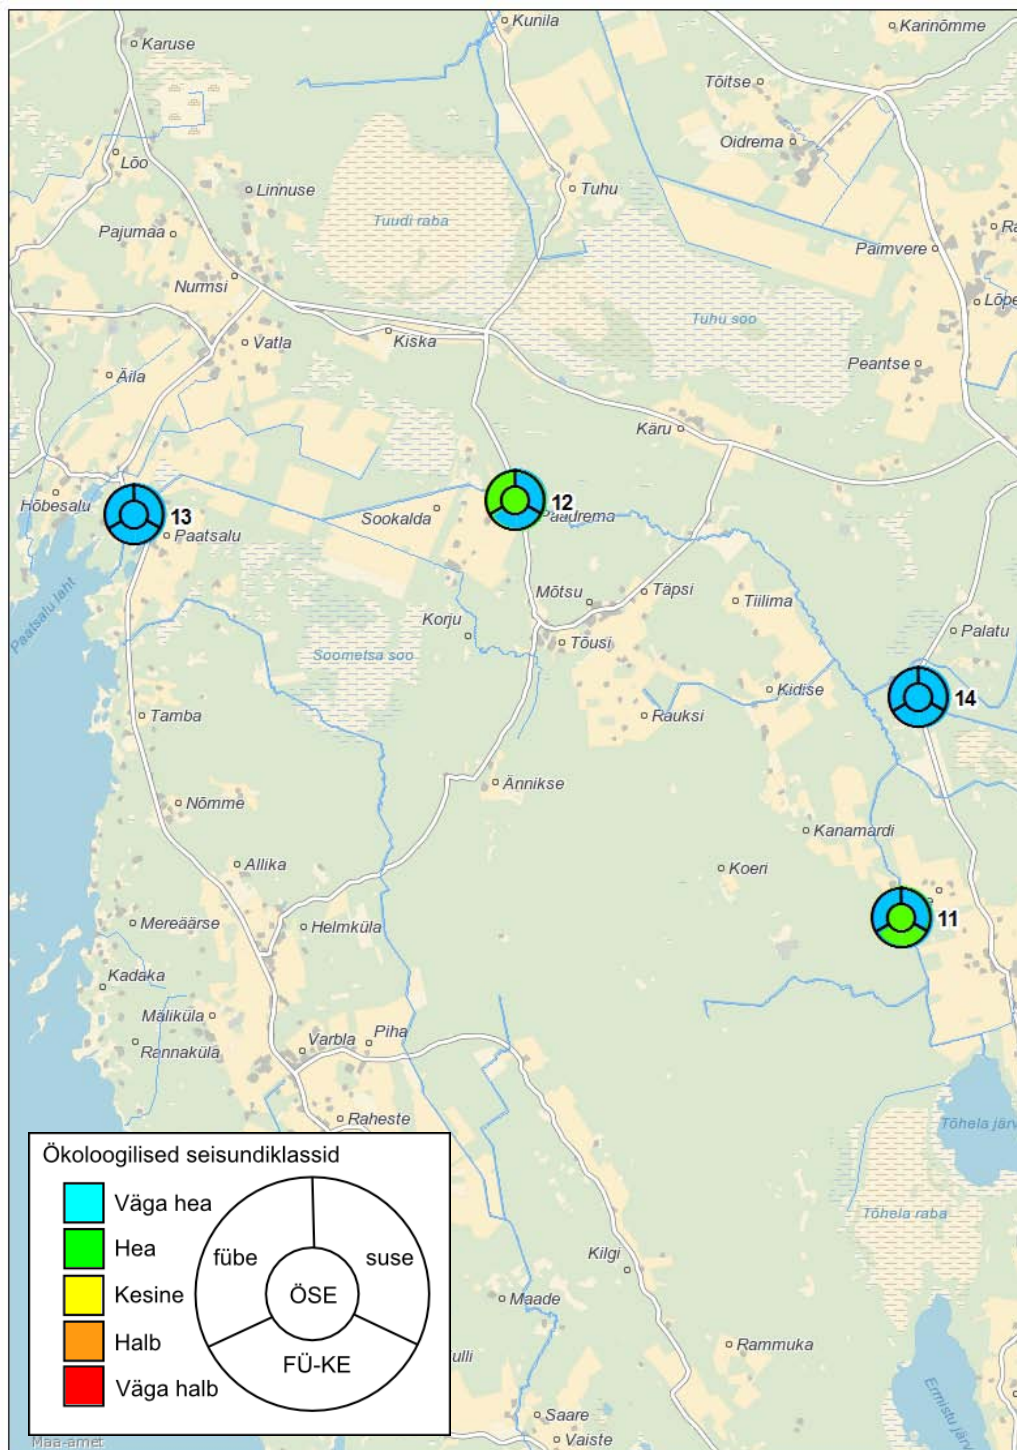 Kunila
Karuse
Karinõmme
Tõitse
Oidrema
Lõo
Linnuse
Tuhu
Tuudi raba
Pajumaa
Paimvere
Nurmsi
Lõpe
Tuhu soo
Vatla
Kiska
Peantse
Äila
Käru
Hõbesalu
13
Sookalda
12
Paadrema
Paatsalu
Paatsalu laht
Mõtsu
Täpsi
Tiilima
Korju
Tõusi
Palatu
Soometsa soo
Kidise
14
Tamba
Rauksi
Ännikse
Nõmme
Kanamardi
Allika
Koeri
Mereäärse
Helmküla
11
Kadaka
Mäliküla
Piha
Rannaküla
Varbla
Raheste
Tõhela järv
Ökoloogilised seisundiklassid
Väga hea
Hea
Kesine
Halb
Väga halb
fübe
suse
ÖSE
FÜ-KE
Tõhela raba
Kilgi
Maade
Rammuka
Ermistu järv
Saare
Vaiste
Maa-amet